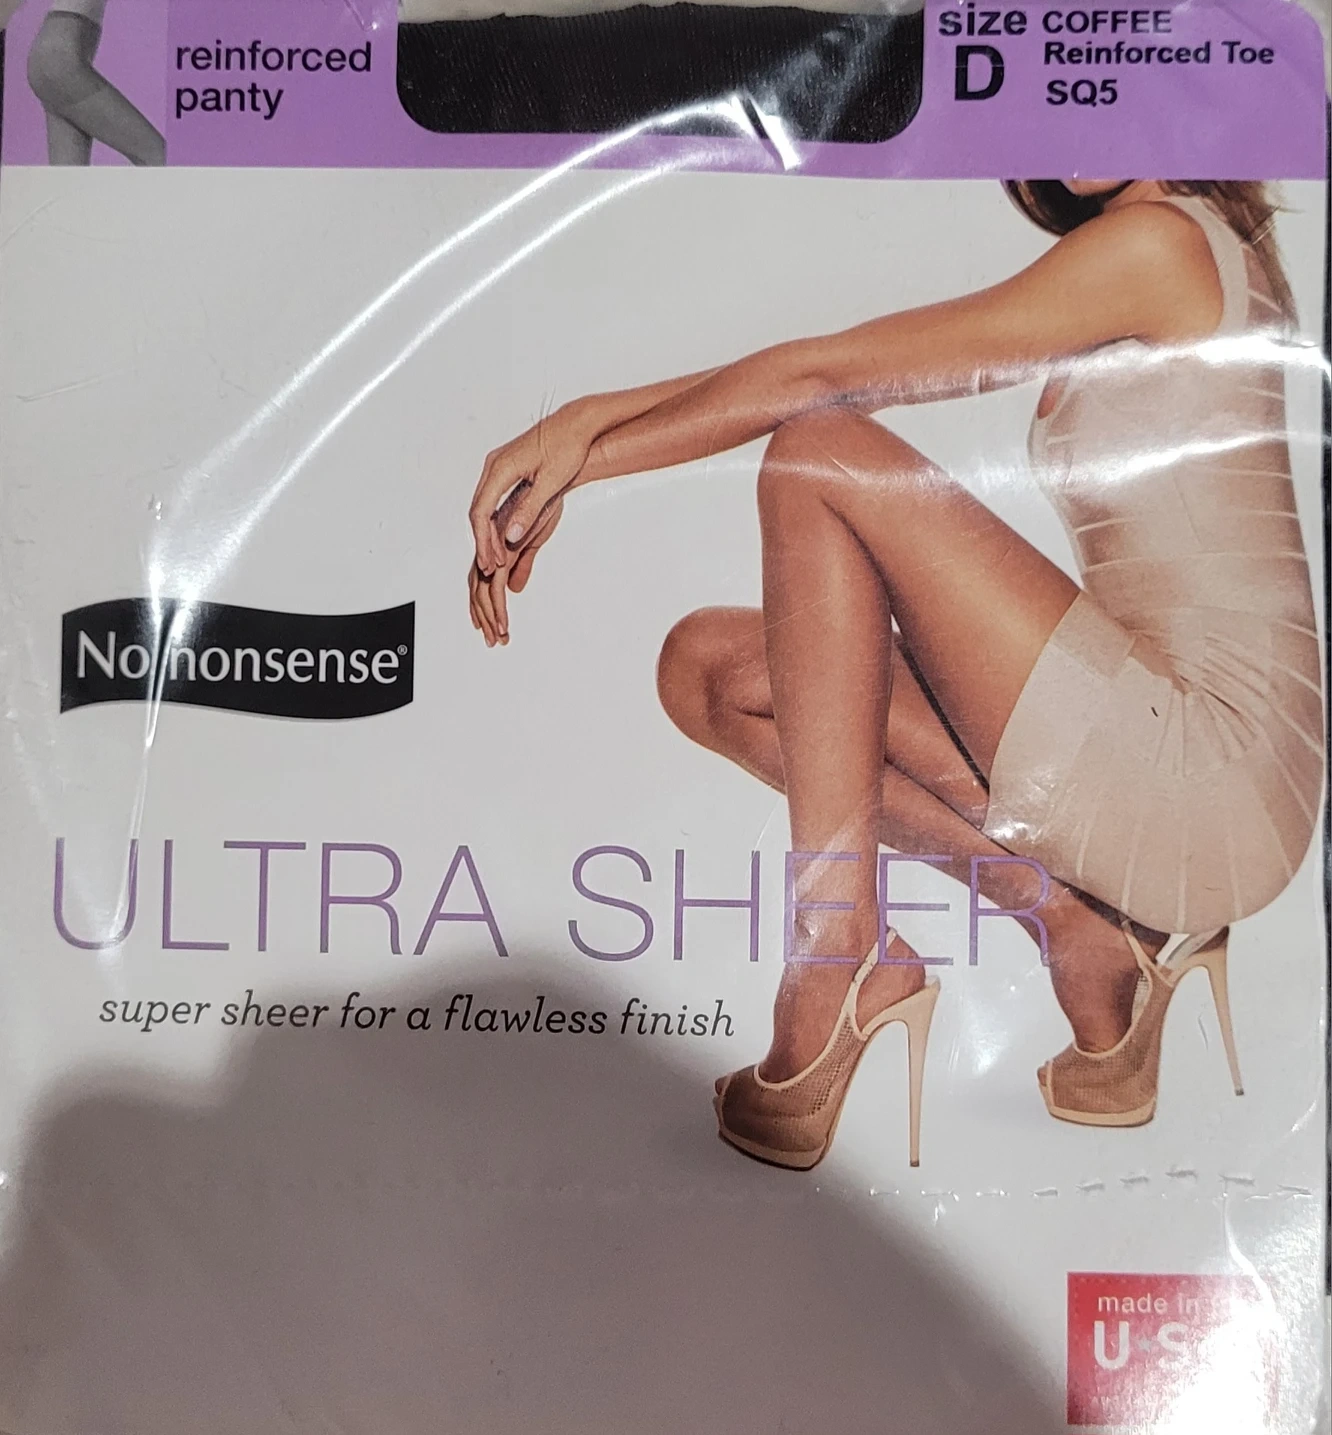 reinforced
panty
size
D
COFFEE
Reinforced Toe
SQ5
No nonsense®
ULTRA SHEER
super sheer for a flawless finish
made in